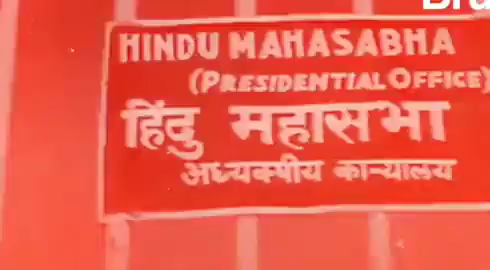 HINDU MAHASABHA
(PRESIDENTIAL OFFICE)
हिंदु महासभा
अध्यक्षीय कार्यालय